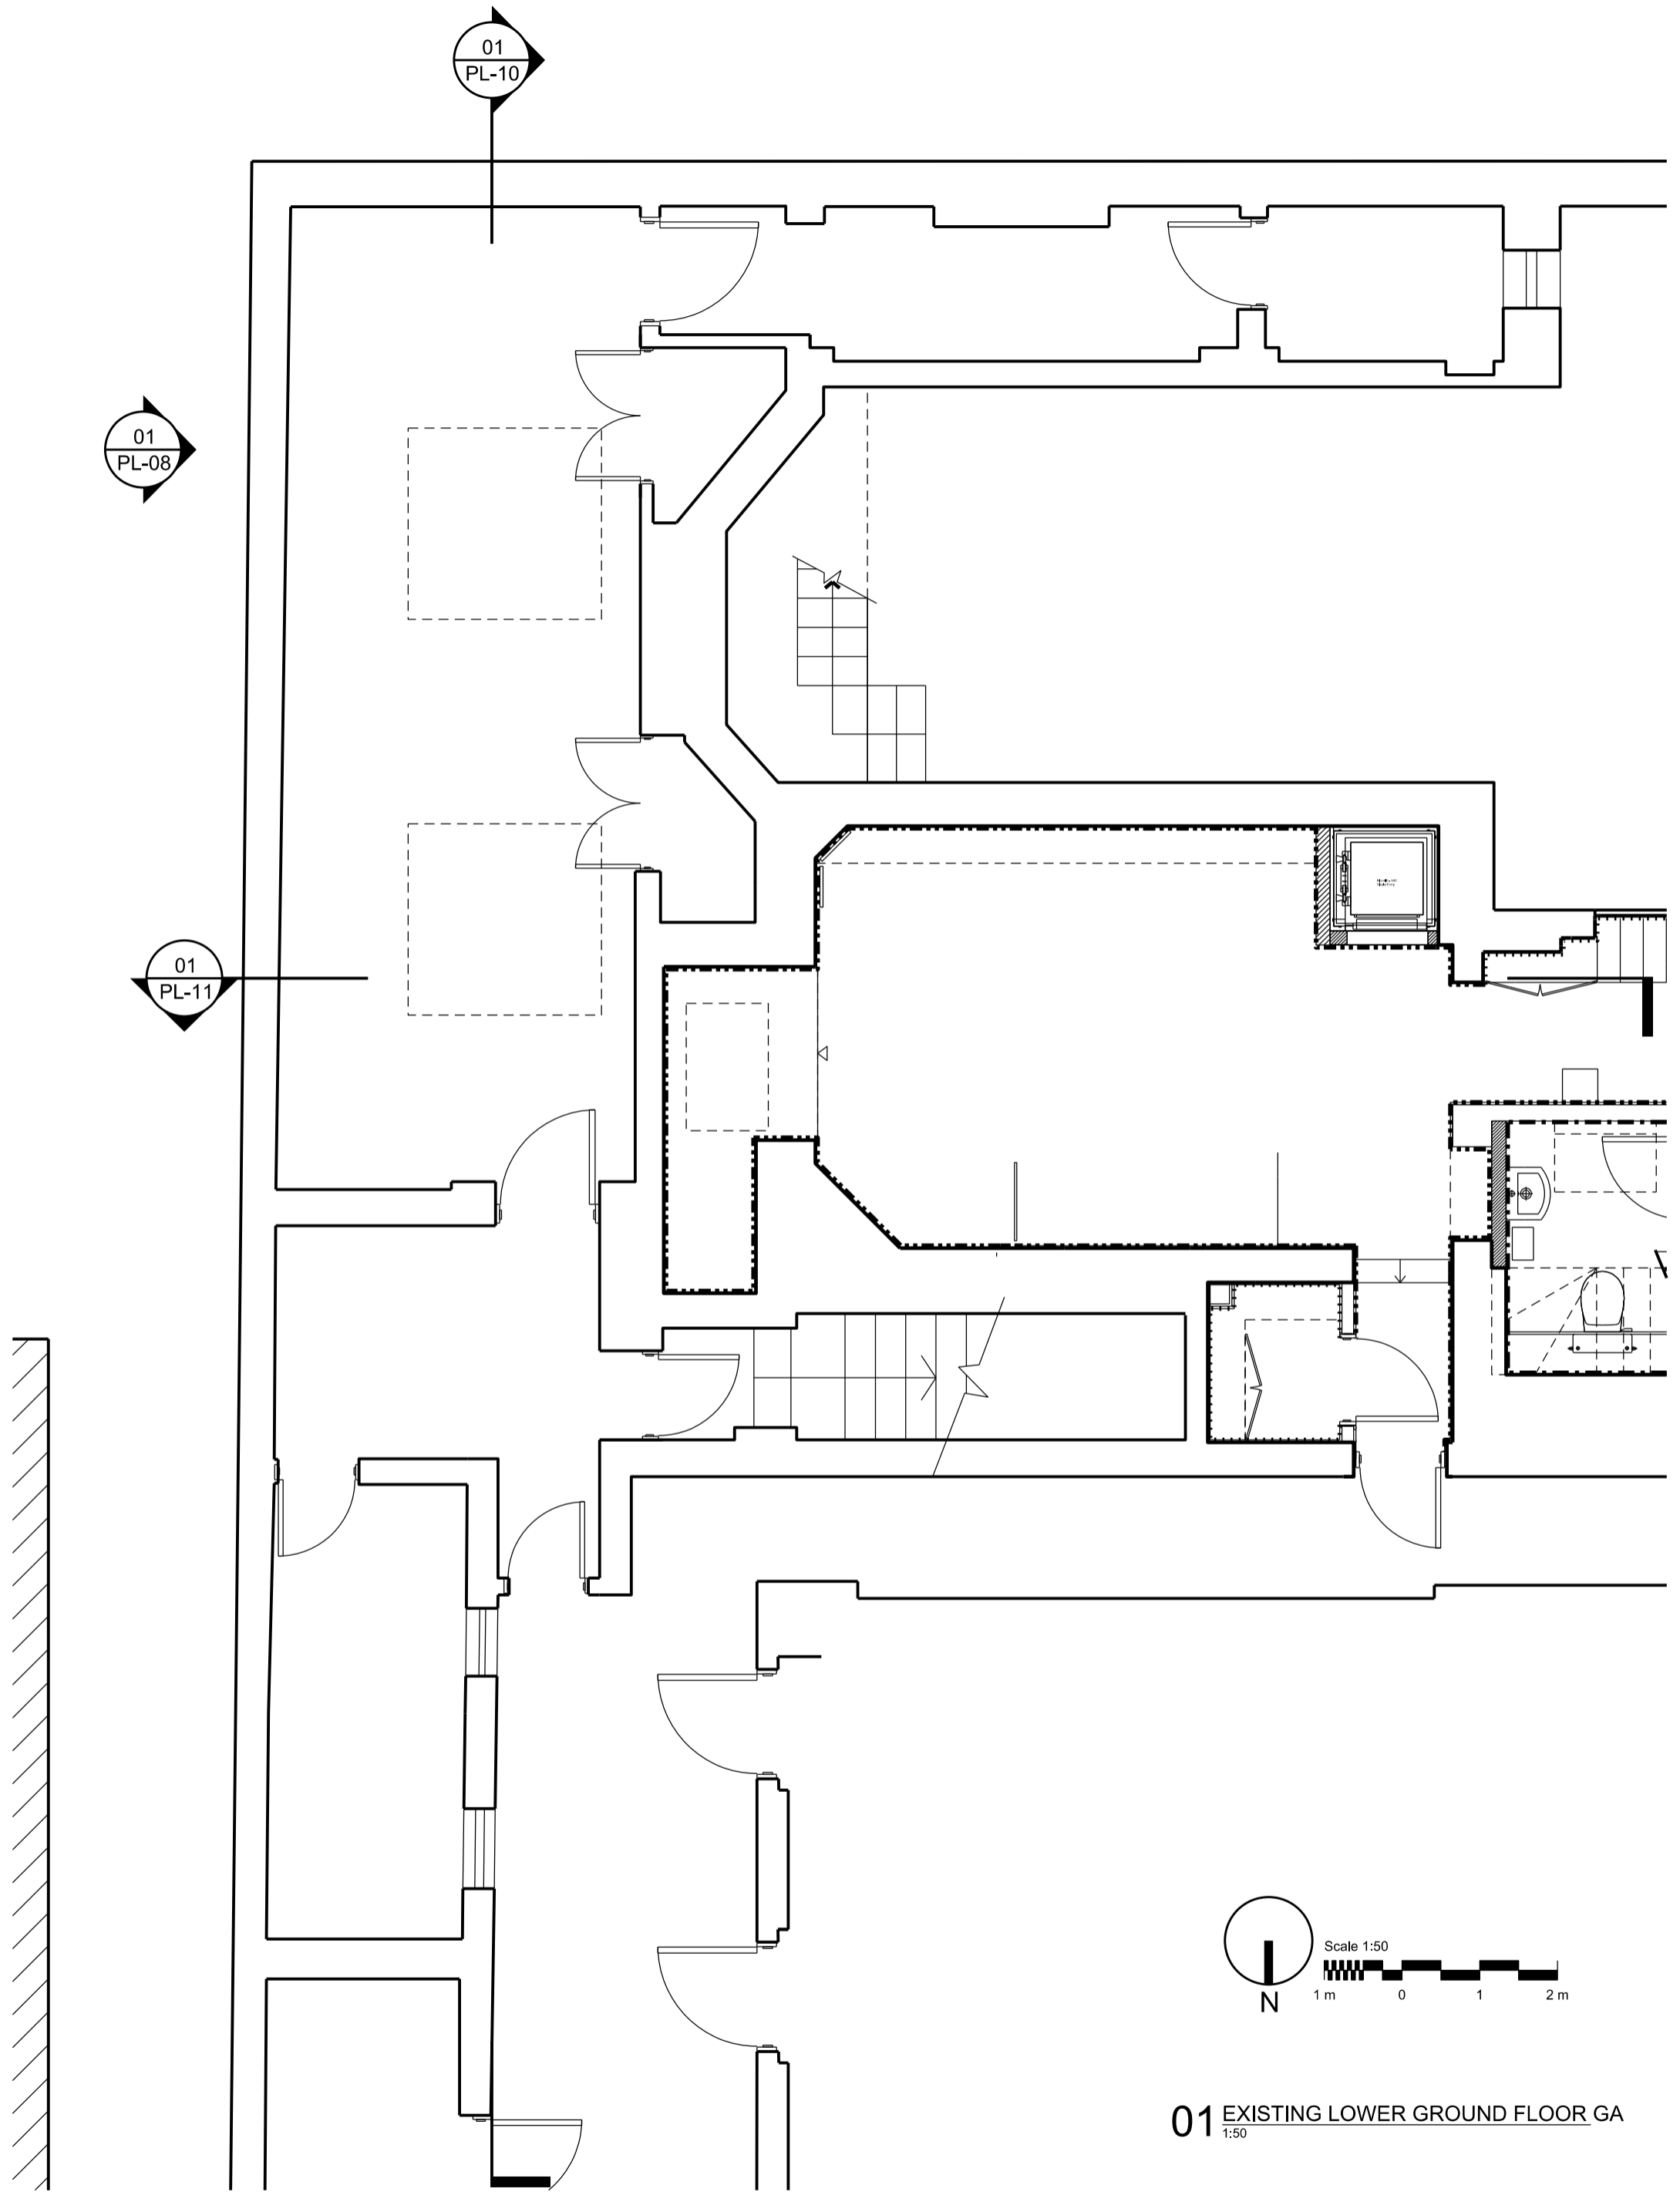 01
PL-10
01
PL-08
01
PL-11
N
Scale 1:50
1 m 0 1 2 m
01 EXISTING LOWER GROUND FLOOR GA
1:50